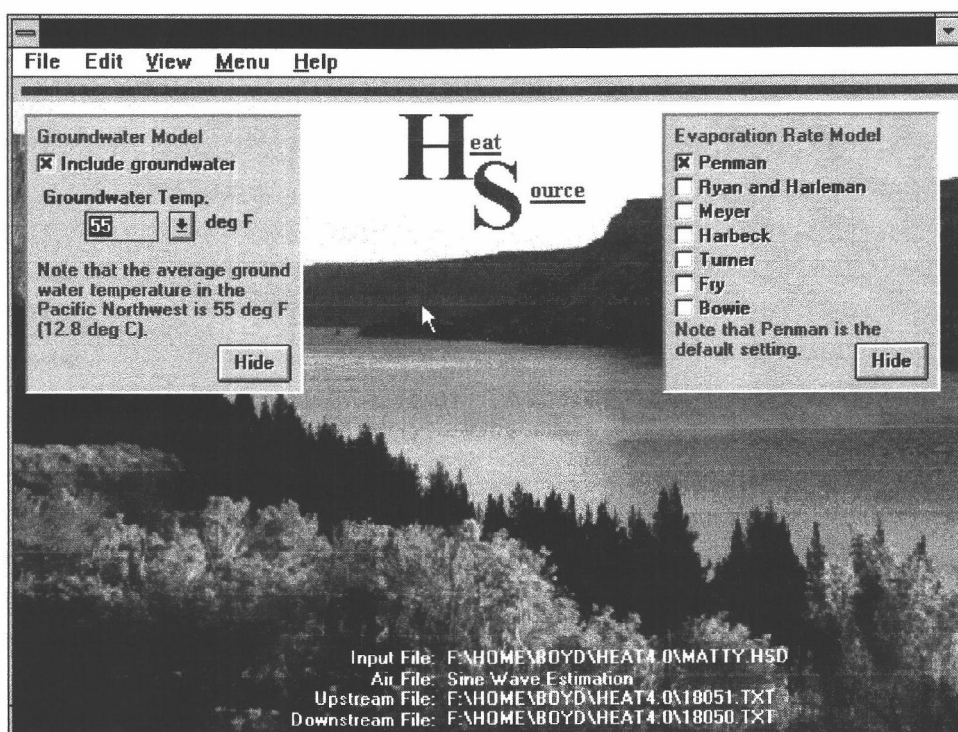 File Edit View Menu Help
Groundwater Model
Include groundwater
Groundwater Temp.
55 deg F
Note that the average ground
water temperature in the
Pacific Northwest is 55 deg F
(12.8 deg C).
Hide
Heat
Source
Evaporation Rate Model
Penman
Ryan and Harleman
Meyer
Harbeck
Turner
Fry
Bowie
Note that Penman is the
default setting.
Hide
Input File: F:\HOME\BOYD\HEAT4.0\MATTY.HSD
Air File: Sine Wave Estimation
Upstream File: F:\HOME\BOYD\HEAT4.0\18051.TXT
Downstream File: F:\HOME\BOYD\HEAT4.0\18050.TXT